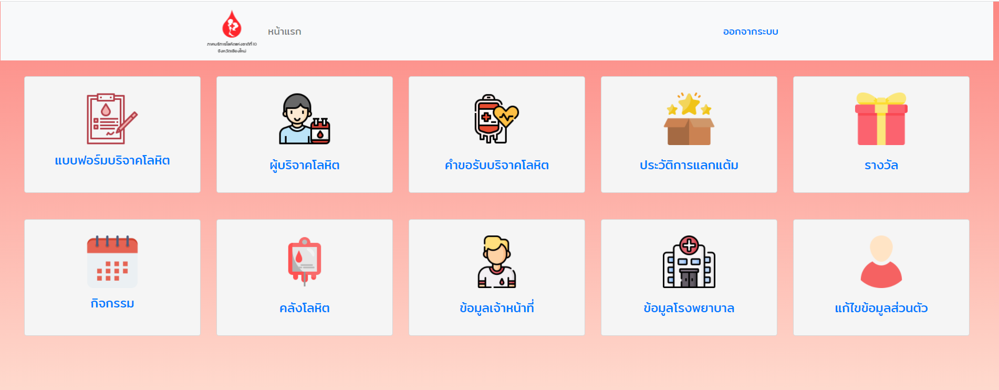 ภาคบริการโลหิตแห่งชาติที่ 10
จังหวัดเชียงใหม่
หน้าแรก
ออกจากระบบ
แบบฟอร์มบริจาคโลหิต
ผู้บริจาคโลหิต
คำขอรับบริจาคโลหิต
ประวัติการแลกแต้ม
รางวัล
กิจกรรม
คลังโลหิต
ข้อมูลเจ้าหน้าที่
ข้อมูลโรงพยาบาล
แก้ไขข้อมูลส่วนตัว